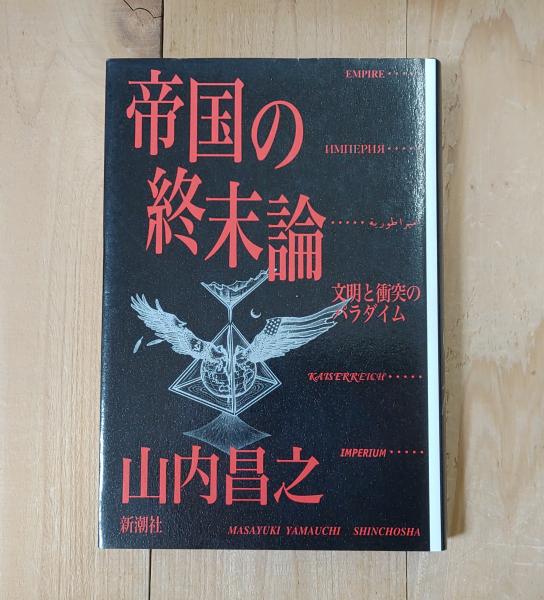 帝国の
終末論
EMPIRE・・・・・
ИМПЕРИЯ・・・・・
・・・・・امبراطورية
文明と衝突の
パラダイム
KAISERREICH・・・・・
IMPERIUM・・・・・
山内昌之
新潮社
MASAYUKI YAMAUCHI SHINCHOSHA